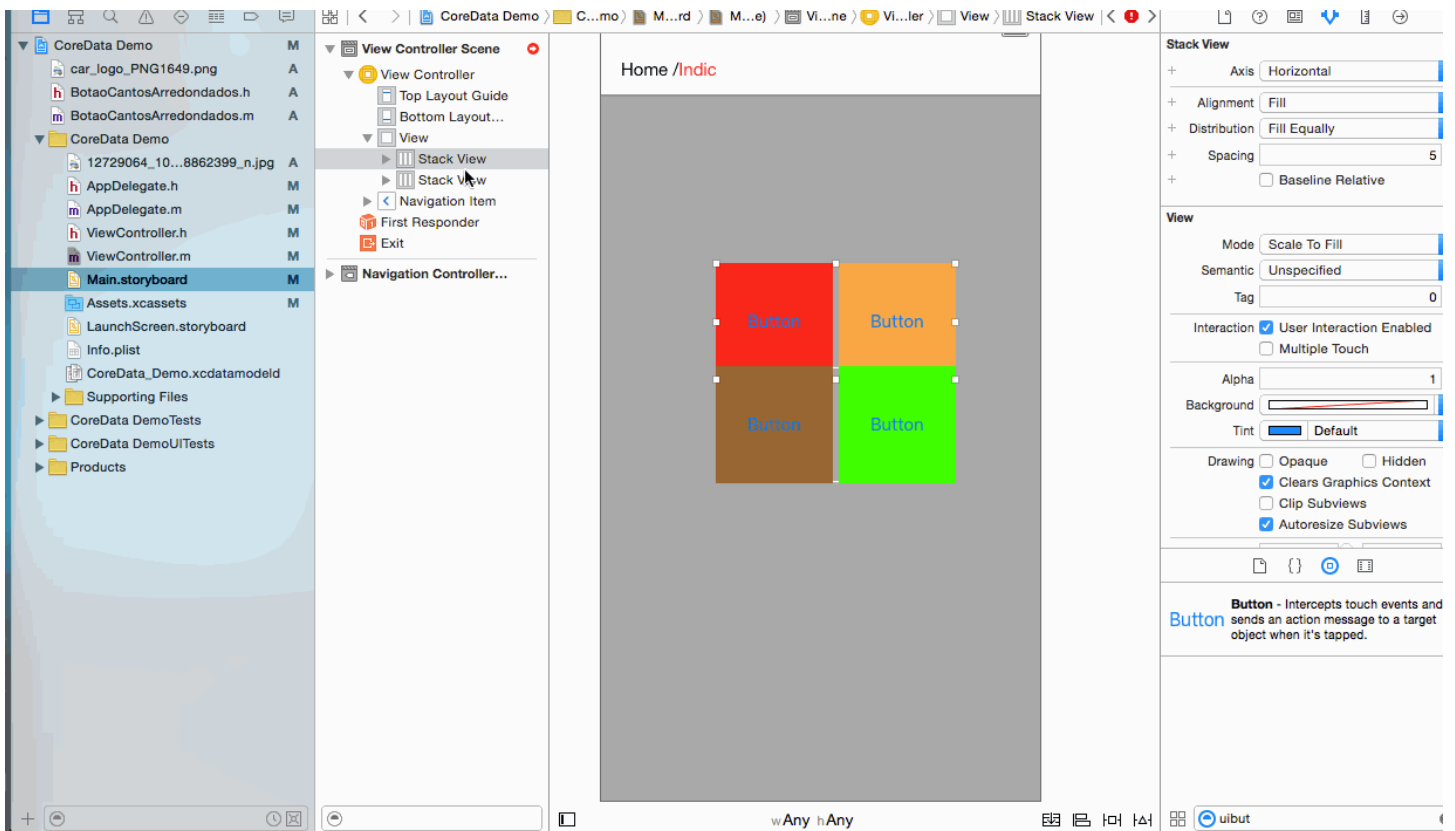 CoreData Demo
C...mo)
M...rd
M...e)
Vi...ne
Vi...ler
View
Stack View
CoreData Demo M
car_logo_PNG1649.png A
BotaoCantosArredondados.h A
BotaoCantosArredondados.m A
CoreData Demo
12729064_10...8862399_n.jpg A
AppDelegate.h M
AppDelegate.m M
ViewController.h M
ViewController.m M
Main.storyboard M
Assets.xcassets M
LaunchScreen.storyboard
Info.plist
CoreData_Demo.xcdatamodeld
Supporting Files
CoreData DemoTests
CoreData DemoUITests
Products
View Controller Scene
View Controller
Top Layout Guide
Bottom Layout...
View
Stack View
Stack View
Navigation Item
First Responder
Exit
Navigation Controller...
Home /Indic
Button Button
Button Button
wAny hAny
Stack View
Axis Horizontal
Alignment Fill
Distribution Fill Equally
Spacing 5
Baseline Relative
View
Mode Scale To Fill
Semantic Unspecified
Tag 0
Interaction User Interaction Enabled
Multiple Touch
Alpha 1
Background
Tint Default
Drawing Opaque Hidden
Clears Graphics Context
Clip Subviews
Autoresize Subviews
{}
Button
Button - Intercepts touch events and
sends an action message to a target
object when it's tapped.
uibut